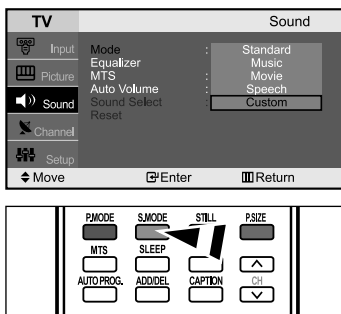 TV
Sound
Input
Picture
Sound
Channel
Setup
Mode : Standard
Equalizer Music
MTS : Movie
Auto Volume : Speech
Sound Select : Custom
Reset
Move Enter Return
P.MODE S.MODE STILL P.SIZE
MTS SLEEP
AUTO PROG. ADD/DEL CAPTION CH